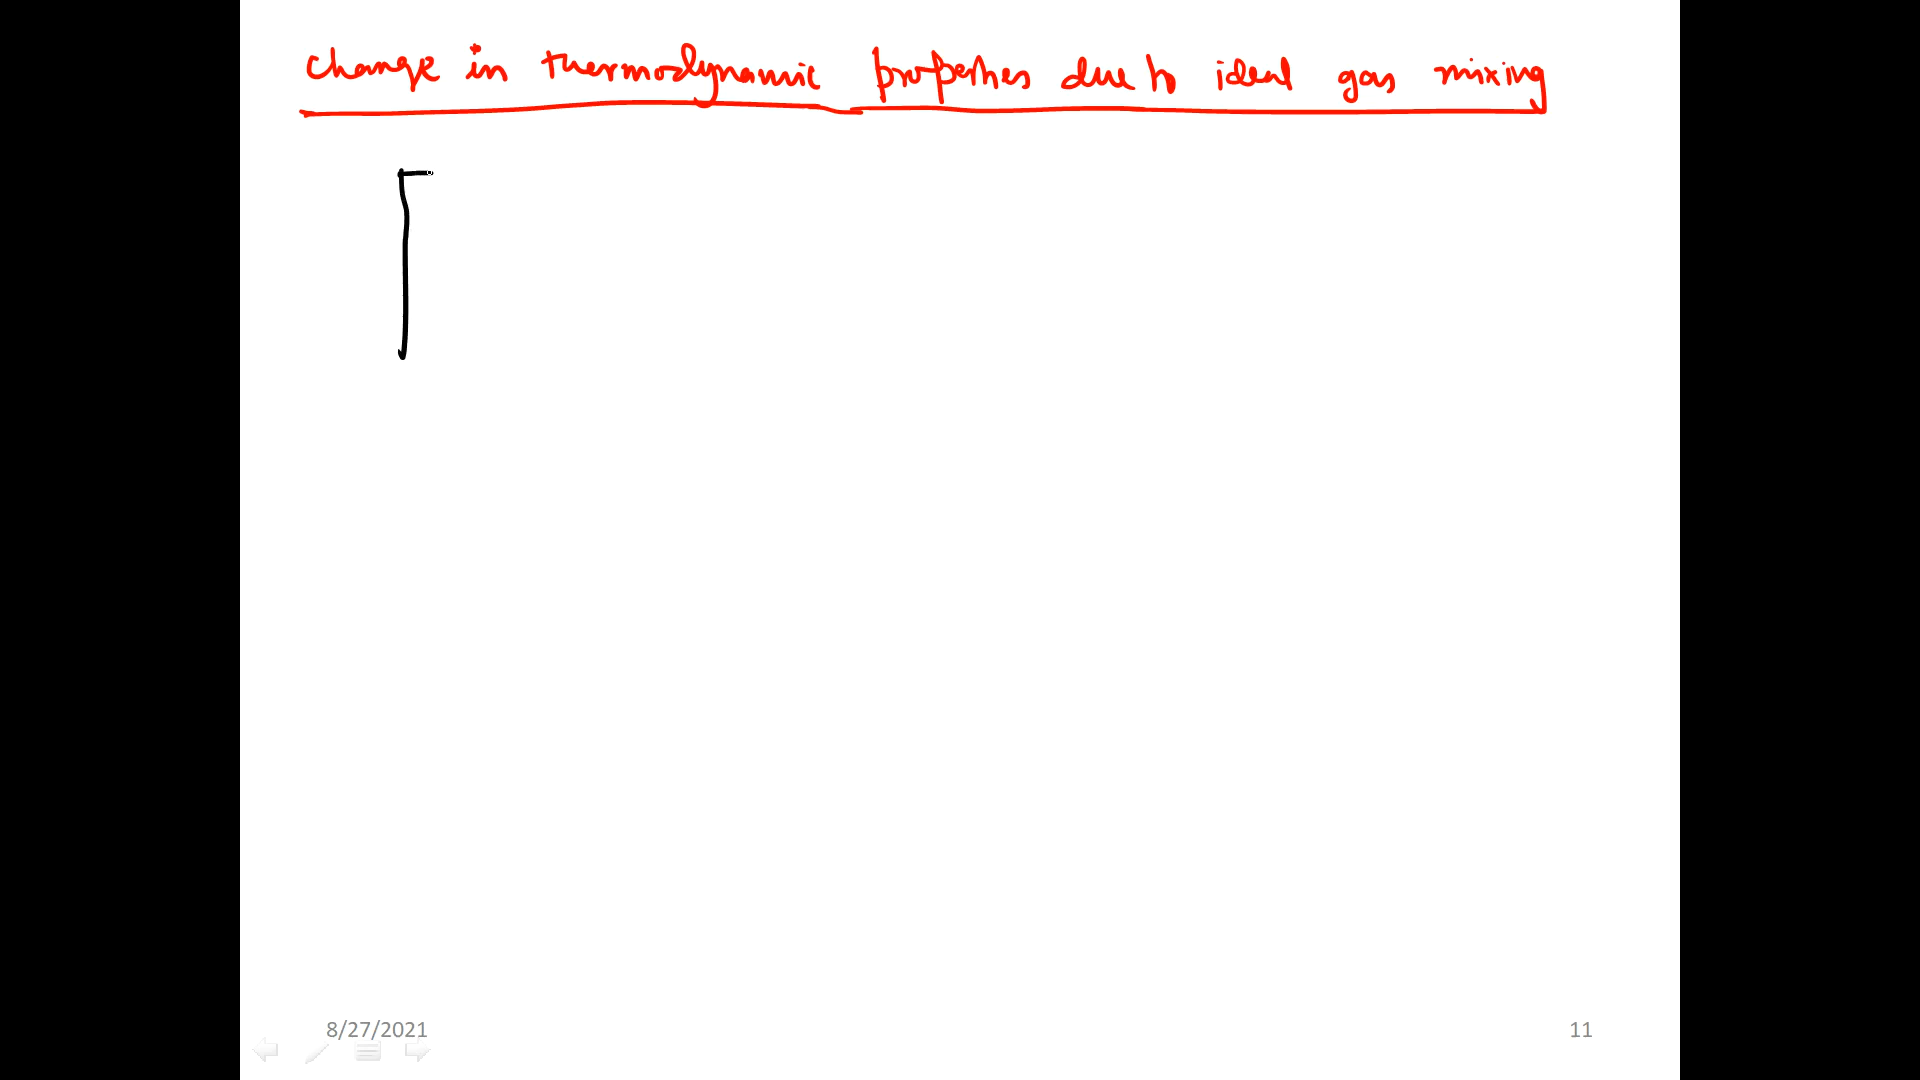 change in thermodynamic properties due to ideal gas mixing
8/27/2021
11